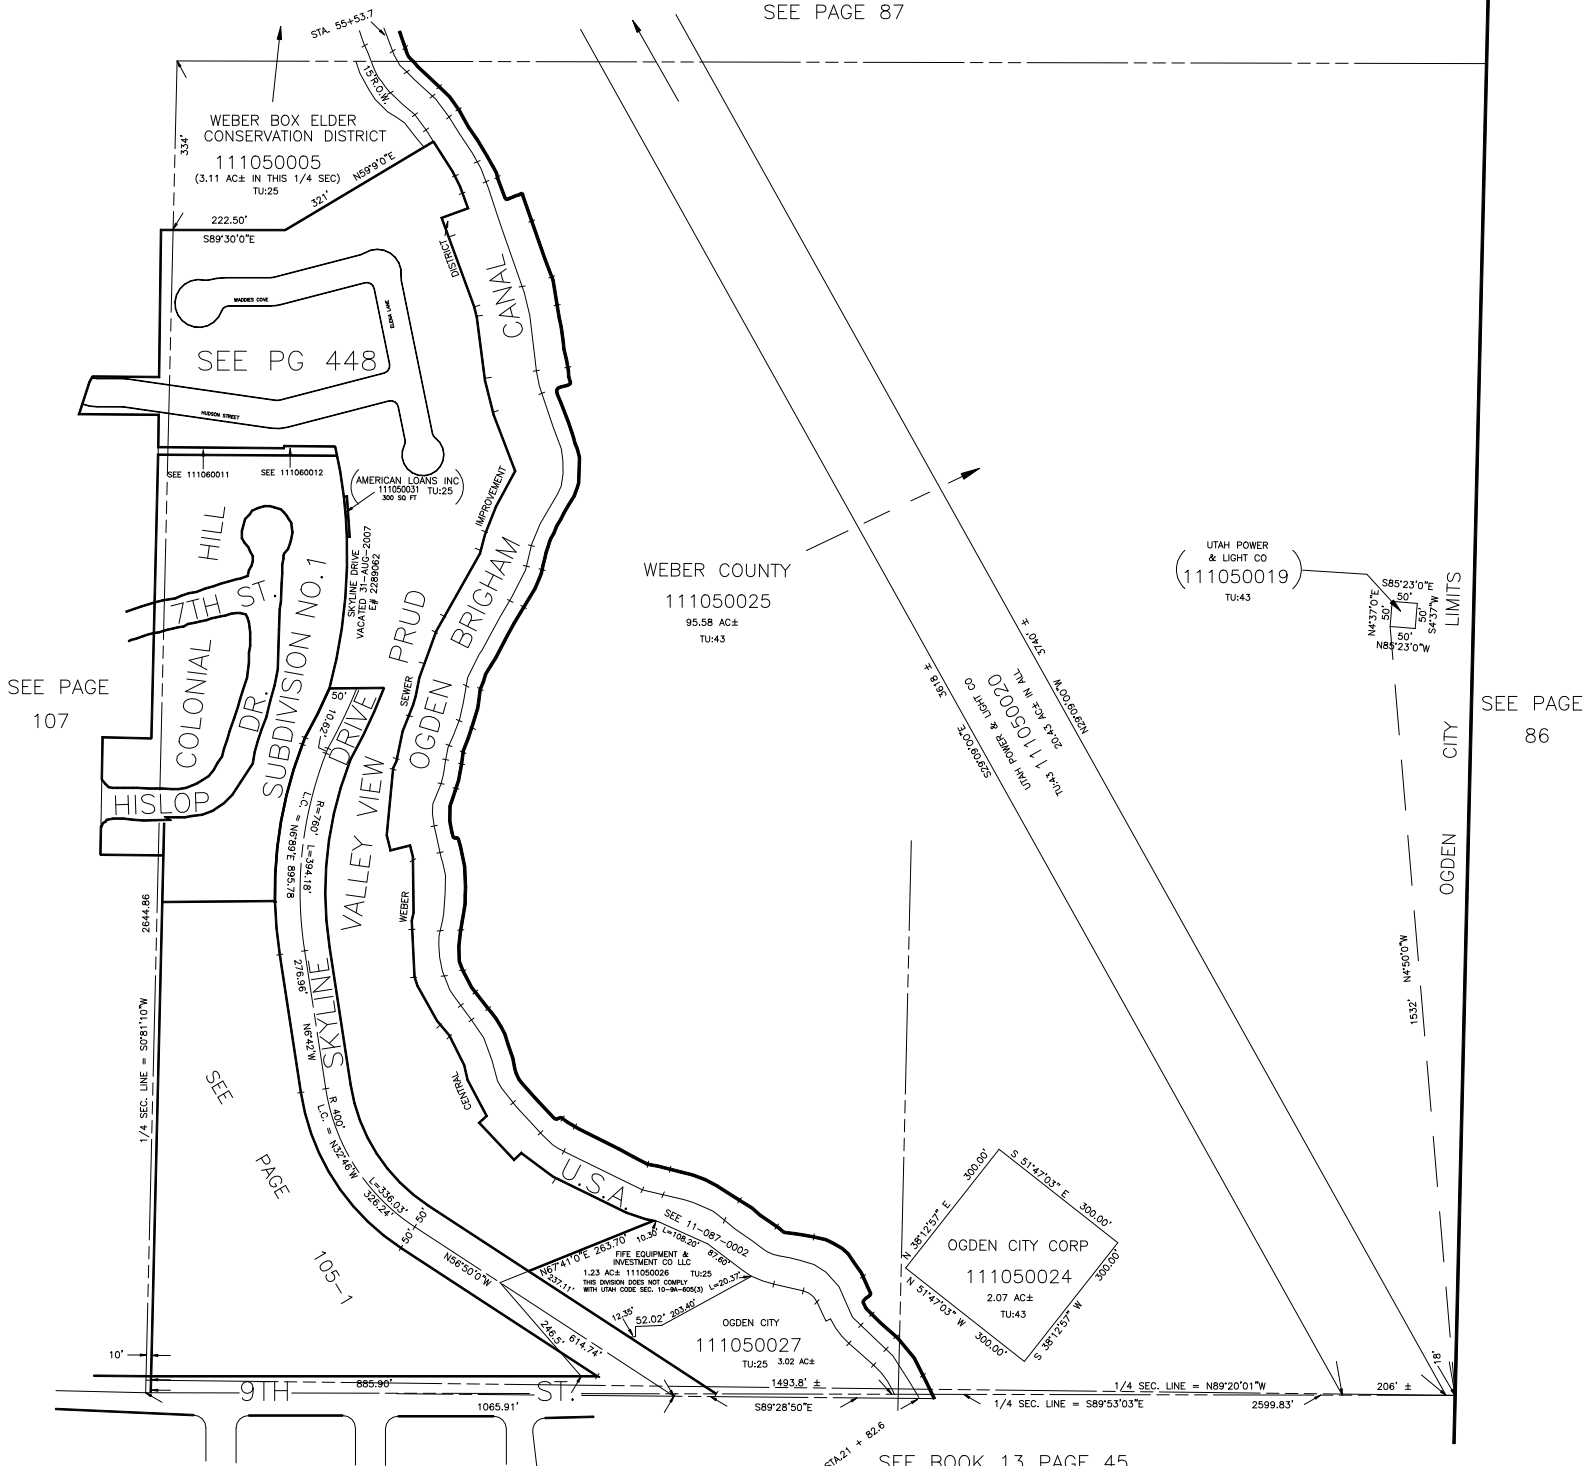 SEE PAGE 87
STA. 55+53.7
15'R.O.W.
334'
WEBER BOX ELDER
CONSERVATION DISTRICT
111050005
(3.11 AC± IN THIS 1/4 SEC)
TU:25
N59°9'0"E
321'
222.50'
S89°30'0"E
DISTRICT
CANAL
WADDIES COVE
ELENA LANE
SEE PG 448
HUDSON STREET
SEE 111060011
SEE 111060012
AMERICAN LOANS INC
111050031 TU:25
300 SQ FT
IMPROVEMENT
SKYLINE DRIVE
VACATED 31-AUG-2007
E# 2289062
HILL
7TH ST.
COLONIAL
DR.
SUBDIVISION NO. 1
HISLOP
PRUD
OGDEN BRIGHAM
SEWER
WEBER COUNTY
111050025
95.58 AC±
TU:43
UTAH POWER
& LIGHT CO
111050019
TU:43
S85°23'0"E
50'
N4°37'0"E
50'
50'
S4°37'W
50'
N85°23'0"W
OGDEN CITY LIMITS
SEE PAGE
107
SEE PAGE
86
3740' ±
N29°09'00"W
3618 ±
S29°09'00"E
UTAH POWER & LIGHT CO
111050020
TU:43 20.43 AC± IN ALL
50'
10.62'
DRIVE
VALLEY VIEW
R=760' L=394.18'
L.C. = N6°89'E 895.78
WEBER
2644.86
1/4 SEC. LINE = S0°81'10"W
276.96'
N6°42'W
SKYLINE
CENTRAL
N4°50'0"W
1532'
SEE
PAGE
105-1
R 400'
L.C. = N32°46'W
L=336.03'
326.24'
50'
50'
N56°50'0"W
U.S.A.
SEE 11-087-0002
N67°41'0"E 263.70'
10.30'
L=108.20'
87.60'
FIFE EQUIPMENT &
INVESTMENT CO LLC
1.23 AC± 111050026 TU:25
THIS DIVISION DOES NOT COMPLY
WITH UTAH CODE SEC. 10-9A-605(3)
L=20.37'
237.11'
12.35'
52.02'
203.40'
246.5'
614.74'
OGDEN CITY
111050027
TU:25 3.02 AC±
300.00'
S 51°47'03" E
300.00'
N 38°12'57" E
OGDEN CITY CORP
111050024
2.07 AC±
TU:43
300.00'
N 51°47'03" W
300.00'
S 38°12'57" W
10'
18'
885.90'
9TH ST.
1065.91'
1493.8' ±
1/4 SEC. LINE = N89°20'01"W
206' ±
S89°28'50"E
1/4 SEC. LINE = S89°53'03"E
2599.83'
STA.21 + 82.6
SEE BOOK 13 PAGE 45